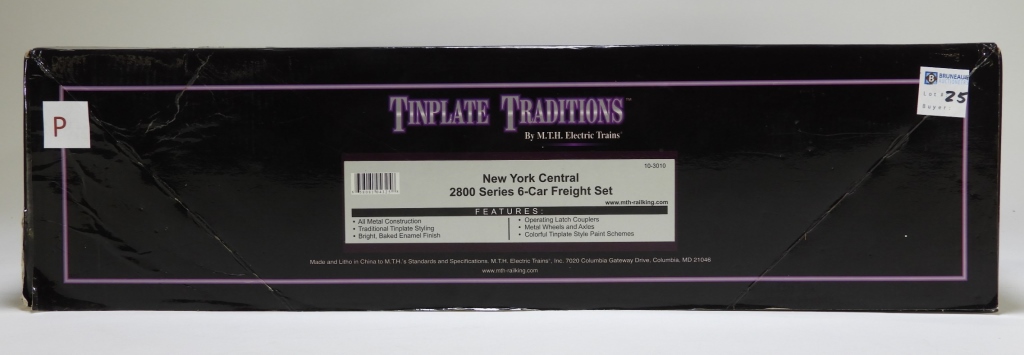 P
TINPLATE TRADITIONS™
By M.T.H. Electric Trains®
B BRUNEAU
Lot # 25
Buyer:
10-3010
New York Central
2800 Series 6-Car Freight Set
www.mth-railking.com
FEATURES:
• All Metal Construction
• Traditional Tinplate Styling
• Bright, Baked Enamel Finish
• Operating Latch Couplers
• Metal Wheels and Axles
• Colorful Tinplate Style Paint Schemes
Made and Litho in China to M.T.H.'s Standards and Specifications. M.T.H. Electric Trains®, Inc. 7020 Columbia Gateway Drive, Columbia, MD 21046
www.mth-railking.com